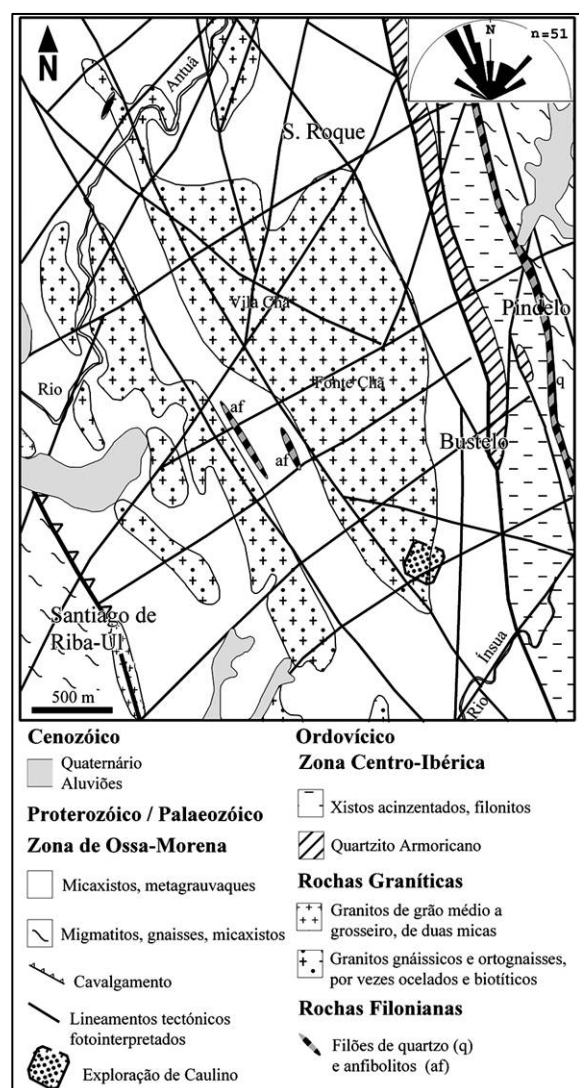 N
N
n=51
Antuã
S. Roque
Vila Chã
Pindelo
Rio
Fonte Chã
q
af
Bustelo
af
Santiago de
Riba-Ul
Ínsua
Rio
500 m
Cenozóico
Quaternário
Aluviões
Proterozóico / Palaeozóico
Zona de Ossa-Morena
Micaxistos, metagrauvaques
Migmatitos, gnaisses, micaxistos
Cavalgamento
Lineamentos tectónicos
fotointerpretados
Exploração de Caulino
Ordovícico
Zona Centro-Ibérica
Xistos acinzentados, filonitos
Quartzito Armoricano
Rochas Graníticas
Granitos de grão médio a
grosseiro, de duas micas
Granitos gnáissicos e ortognaisses,
por vezes ocelados e biotíticos
Rochas Filonianas
Filões de quartzo (q)
e anfibolitos (af)